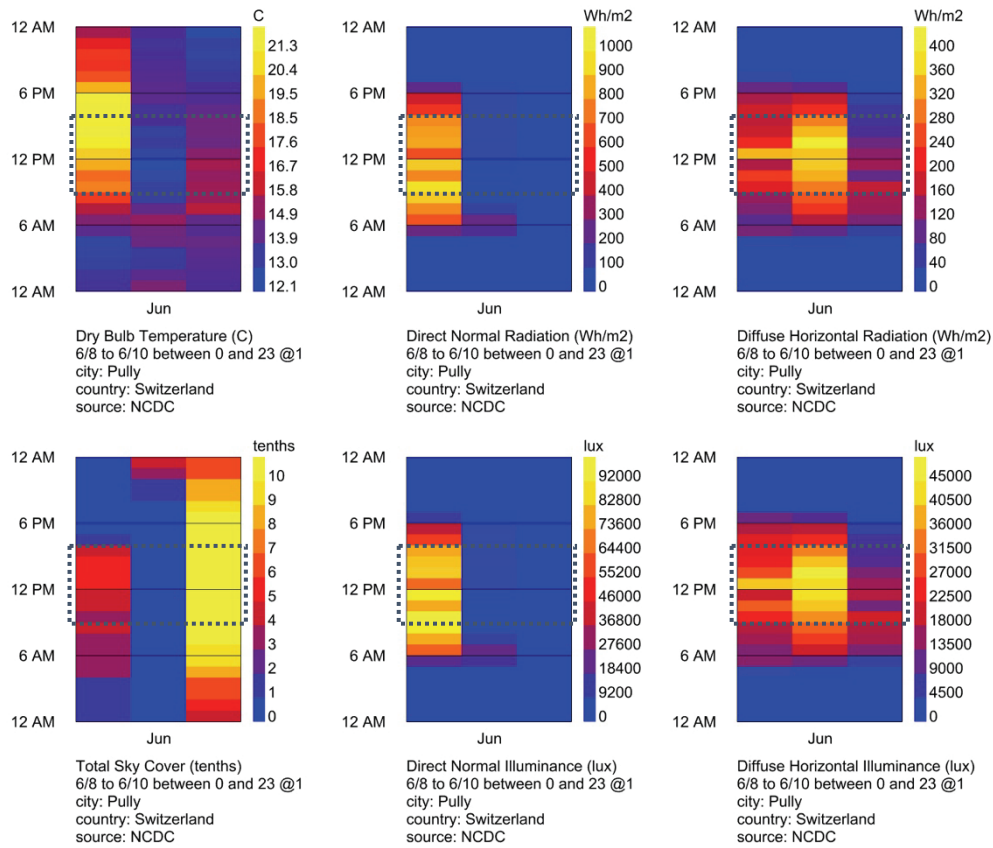 12 AM
6 PM
12 PM
6 AM
12 AM
C
21.3
20.4
19.5
18.5
17.6
16.7
15.8
14.9
13.9
13.0
12.1
Jun
Dry Bulb Temperature (C)
6/8 to 6/10 between 0 and 23 @1
city: Pully
country: Switzerland
source: NCDC
12 AM
6 PM
12 PM
6 AM
12 AM
Wh/m2
1000
900
800
700
600
500
400
300
200
100
0
Jun
Direct Normal Radiation (Wh/m2)
6/8 to 6/10 between 0 and 23 @1
city: Pully
country: Switzerland
source: NCDC
12 AM
6 PM
12 PM
6 AM
12 AM
Wh/m2
400
360
320
280
240
200
160
120
80
40
0
Jun
Diffuse Horizontal Radiation (Wh/m2)
6/8 to 6/10 between 0 and 23 @1
city: Pully
country: Switzerland
source: NCDC
12 AM
6 PM
12 PM
6 AM
12 AM
tenths
10
9
8
7
6
5
4
3
2
1
0
Jun
Total Sky Cover (tenths)
6/8 to 6/10 between 0 and 23 @1
city: Pully
country: Switzerland
source: NCDC
12 AM
6 PM
12 PM
6 AM
12 AM
lux
92000
82800
73600
64400
55200
46000
36800
27600
18400
9200
0
Jun
Direct Normal Illuminance (lux)
6/8 to 6/10 between 0 and 23 @1
city: Pully
country: Switzerland
source: NCDC
12 AM
6 PM
12 PM
6 AM
12 AM
lux
45000
40500
36000
31500
27000
22500
18000
13500
9000
4500
0
Jun
Diffuse Horizontal Illuminance (lux)
6/8 to 6/10 between 0 and 23 @1
city: Pully
country: Switzerland
source: NCDC